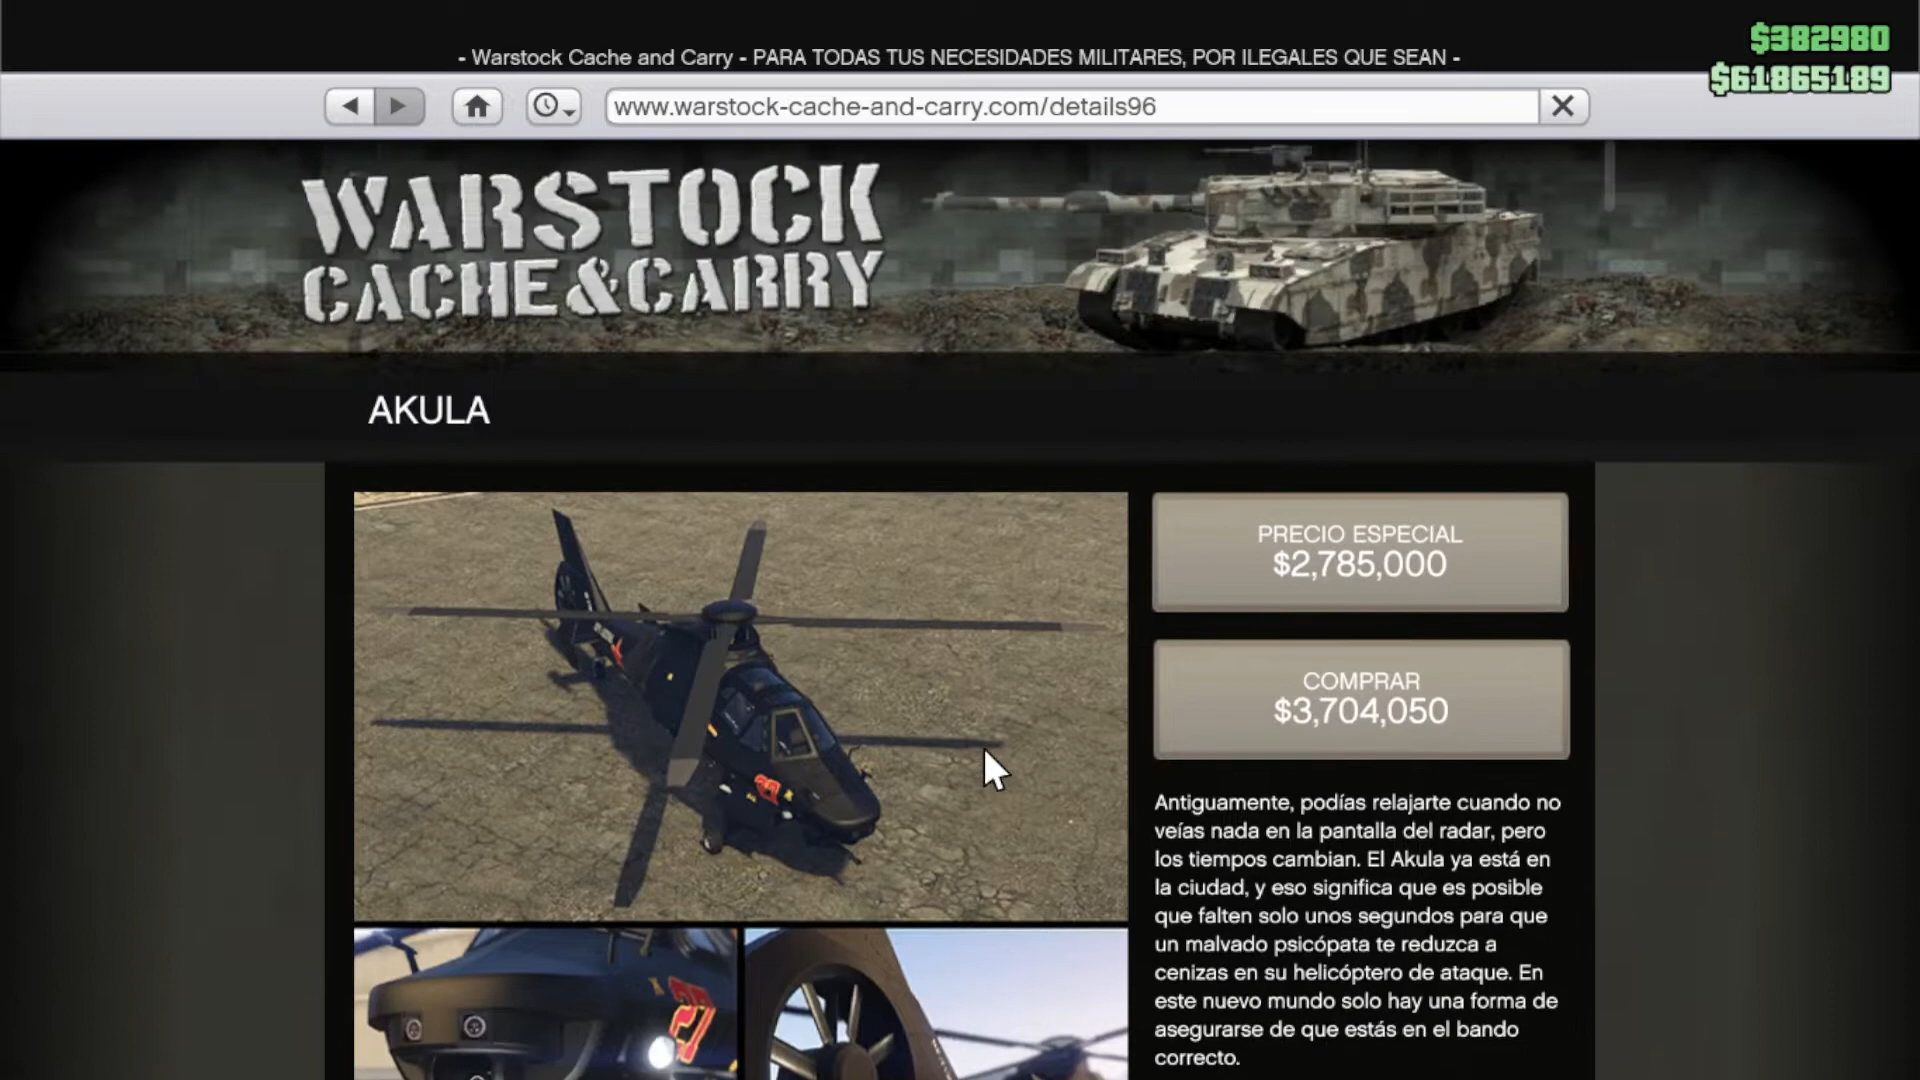 $382980
- Warstock Cache and Carry - PARA TODAS TUS NECESIDADES MILITARES, POR ILEGALES QUE SEAN -
$61865189
www.warstock-cache-and-carry.com/details96
WARSTOCK
CACHE&CARRY
AKULA
PRECIO ESPECIAL
$2,785,000
COMPRAR
$3,704,050
Antiguamente, podías relajarte cuando no
veías nada en la pantalla del radar, pero
los tiempos cambian. El Akula ya está en
la ciudad, y eso significa que es posible
que falten solo unos segundos para que
un malvado psicópata te reduzca a
cenizas en su helicóptero de ataque. En
este nuevo mundo solo hay una forma de
asegurarse de que estás en el bando
correcto.
27
27